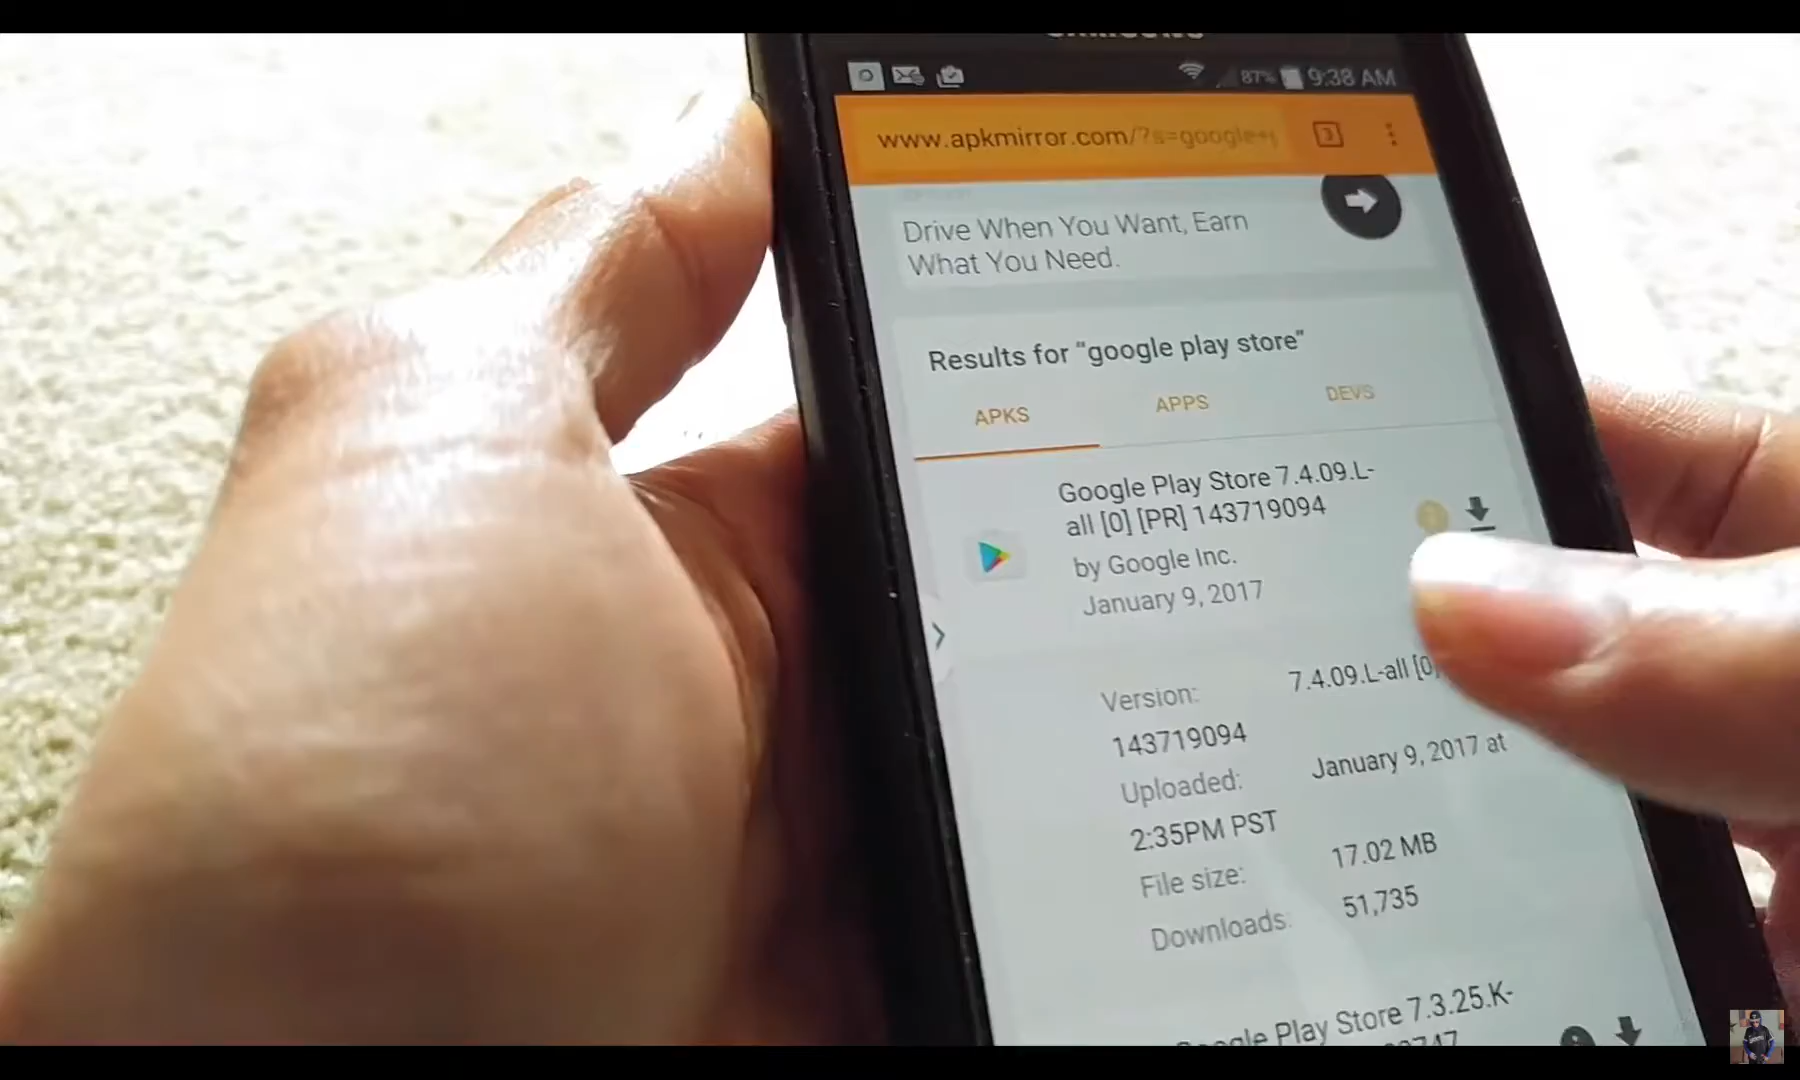 SAMSUNG
87% 9:38 AM
www.apkmirror.com/?s=google+
3
Drive When You Want, Earn
What You Need.
Results for "google play store"
APKS APPS DEVS
Google Play Store 7.4.09.L-
all [0] [PR] 143719094
by Google Inc.
January 9, 2017
Version: 7.4.09.L-all [0]
143719094
Uploaded: January 9, 2017 at
2:35PM PST
File size: 17.02 MB
Downloads: 51,735
Google Play Store 7.3.25.K-